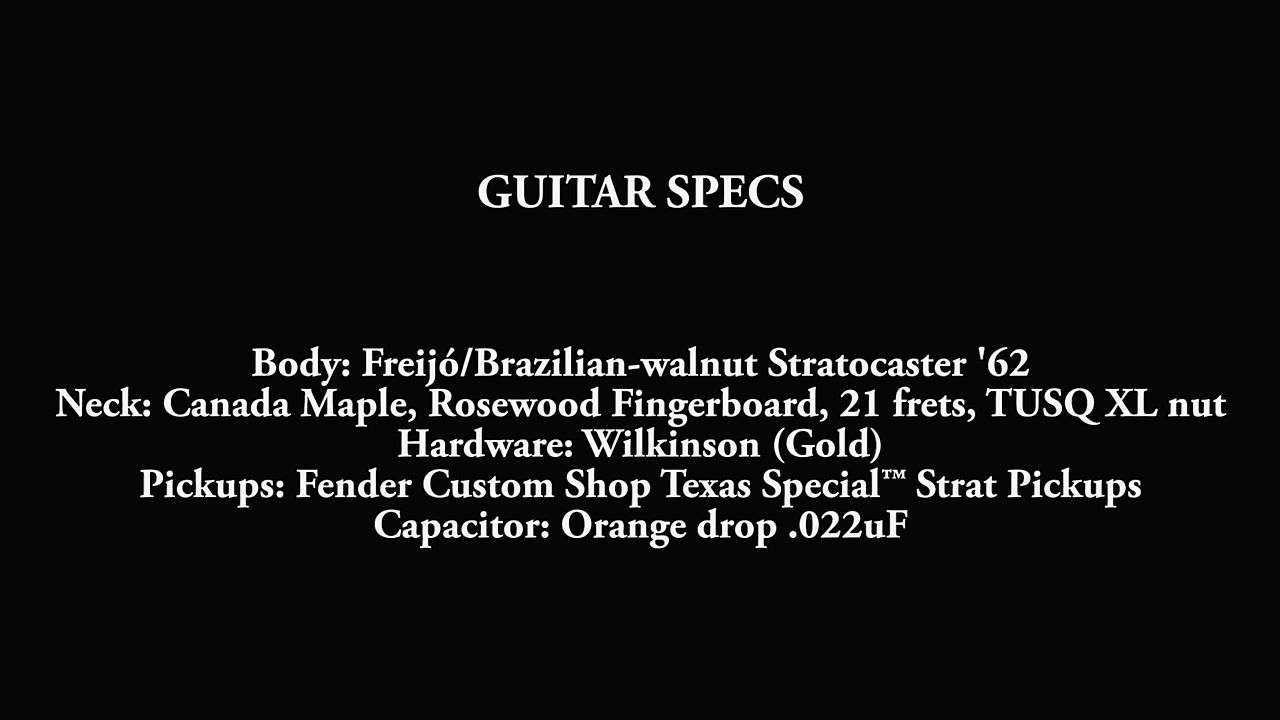 GUITAR SPECS
Body: Freijó/Brazilian-walnut Stratocaster '62
Neck: Canada Maple, Rosewood Fingerboard, 21 frets, TUSQ XL nut
Hardware: Wilkinson (Gold)
Pickups: Fender Custom Shop Texas Special™ Strat Pickups
Capacitor: Orange drop .022uF